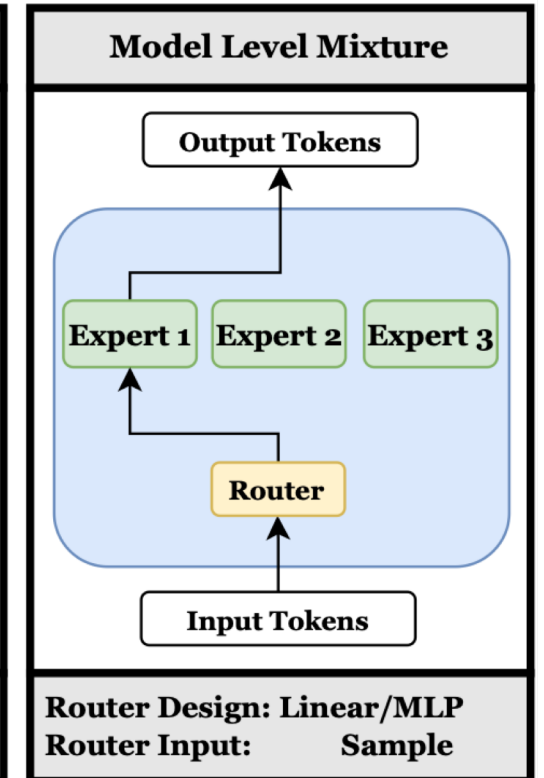 Model Level Mixture
Output Tokens
Expert 1 Expert 2 Expert 3
Router
Input Tokens
Router Design: Linear/MLP
Router Input: Sample